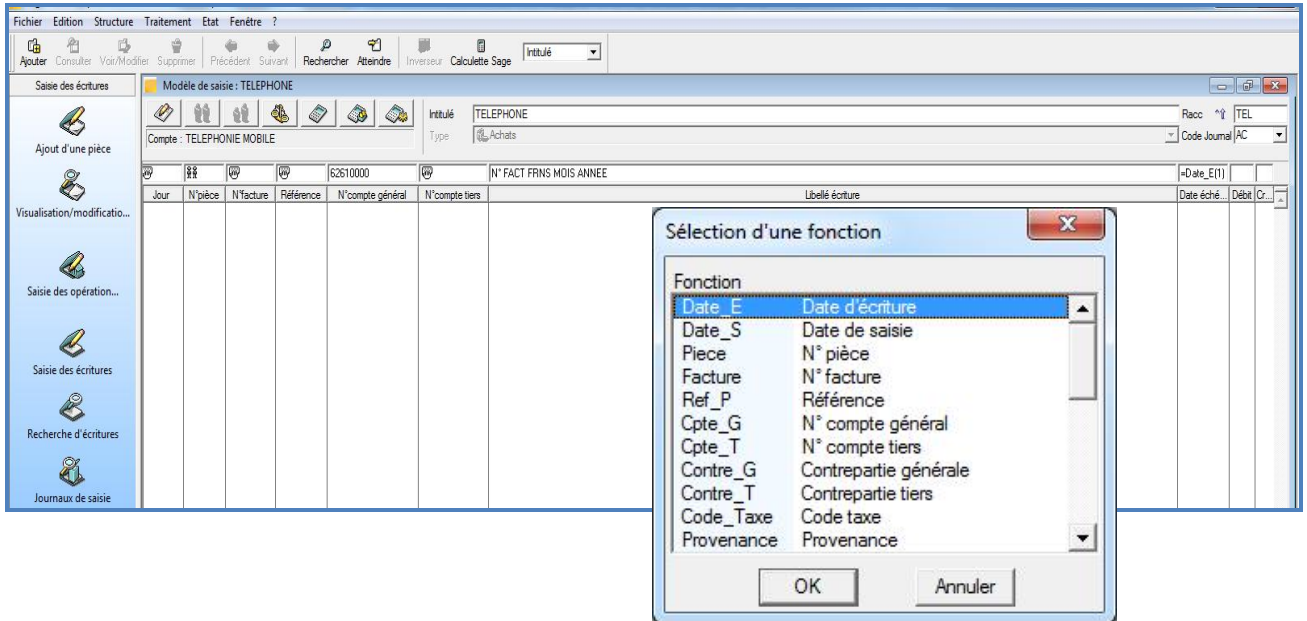 Fichier Edition Structure Traitement Etat Fenêtre ?
Ajouter Consulter Voir/Modifier Supprimer Précédent Suivant Rechercher Atteindre Inverseur Calculette Sage Intitulé
Saisie des écritures
Modèle de saisie : TELEPHONE
Intitulé TELEPHONE Racc TEL
Compte : TELEPHONIE MOBILE Type Achats Code Journal AC
62610000 N° FACT FRNS MOIS ANNEE =Date_E(1)
Jour N°pièce N°facture Référence N°compte général N°compte tiers Libellé écriture Date éché... Débit Cr...
Ajout d'une pièce
Visualisation/modificatio...
Saisie des opération...
Saisie des écritures
Recherche d'écritures
Journaux de saisie
Sélection d'une fonction
Fonction
Date_E Date d'écriture
Date_S Date de saisie
Piece N° pièce
Facture N° facture
Ref_P Référence
Cpte_G N° compte général
Cpte_T N° compte tiers
Contre_G Contrepartie générale
Contre_T Contrepartie tiers
Code_Taxe Code taxe
Provenance Provenance
OK Annuler